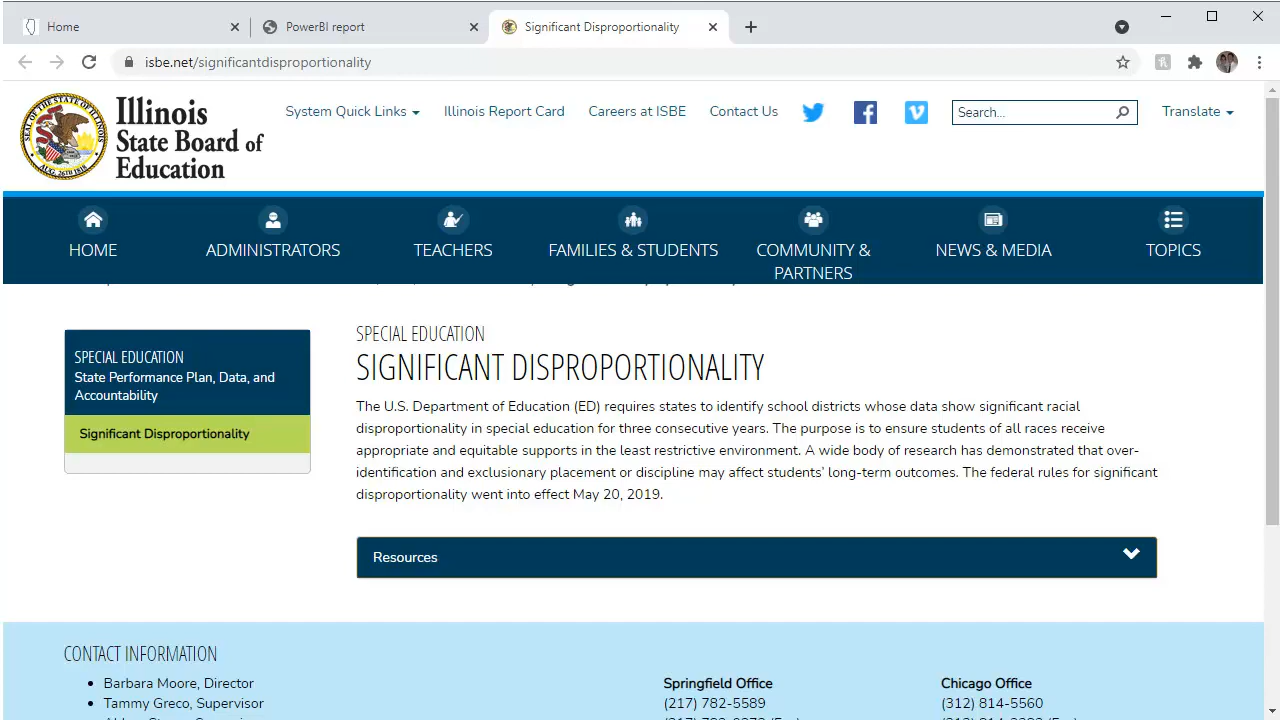 Home
PowerBI report
Significant Disproportionality
isbe.net/significantdisproportionality
Illinois
State Board of
Education
System Quick Links
Illinois Report Card
Careers at ISBE
Contact Us
Search...
Translate
HOME
ADMINISTRATORS
TEACHERS
FAMILIES & STUDENTS
COMMUNITY &
PARTNERS
NEWS & MEDIA
TOPICS
SPECIAL EDUCATION
State Performance Plan, Data, and
Accountability
Significant Disproportionality
SPECIAL EDUCATION
SIGNIFICANT DISPROPORTIONALITY
The U.S. Department of Education (ED) requires states to identify school districts whose data show significant racial
disproportionality in special education for three consecutive years. The purpose is to ensure students of all races receive
appropriate and equitable supports in the least restrictive environment. A wide body of research has demonstrated that over-
identification and exclusionary placement or discipline may affect students' long-term outcomes. The federal rules for significant
disproportionality went into effect May 20, 2019.
Resources
CONTACT INFORMATION
Barbara Moore, Director
Tammy Greco, Supervisor
Springfield Office
(217) 782-5589
Chicago Office
(312) 814-5560